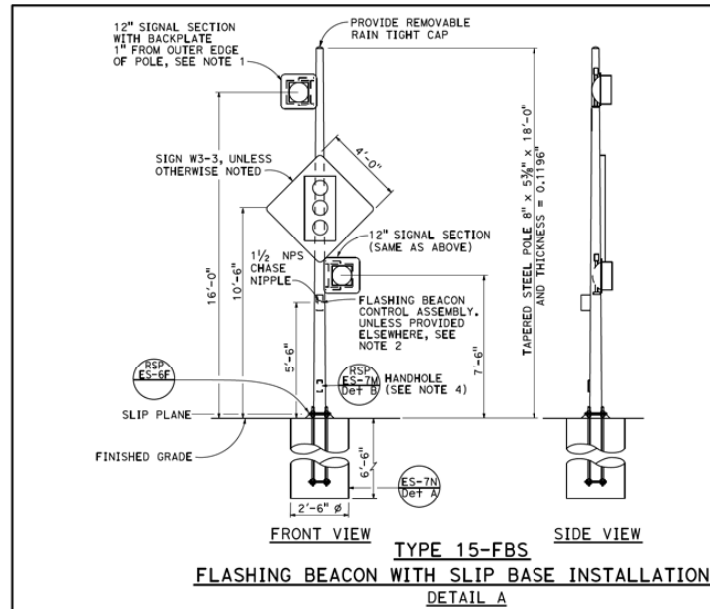 12" SIGNAL SECTION
WITH BACKPLATE
1" FROM OUTER EDGE
OF POLE, SEE NOTE 1
PROVIDE REMOVABLE
RAIN TIGHT CAP
SIGN W3-3, UNLESS
OTHERWISE NOTED
4'-0"
12" SIGNAL SECTION
(SAME AS ABOVE)
1½ NPS
CHASE
NIPPLE
FLASHING BEACON
CONTROL ASSEMBLY.
UNLESS PROVIDED
ELSEWHERE, SEE
NOTE 2
16'-0"
10'-6"
5'-6"
7'-6"
TAPERED STEEL POLE 8" x 5⅜" x 18'-0"
AND THICKNESS = 0.1196"
RSP
ES-6F
RSP
ES-7M
Det B
HANDHOLE
(SEE NOTE 4)
SLIP PLANE
FINISHED GRADE
6'-6"
ES-7N
Det A
2'-6" Ø
FRONT VIEW
SIDE VIEW
TYPE 15-FBS
FLASHING BEACON WITH SLIP BASE INSTALLATION
DETAIL A